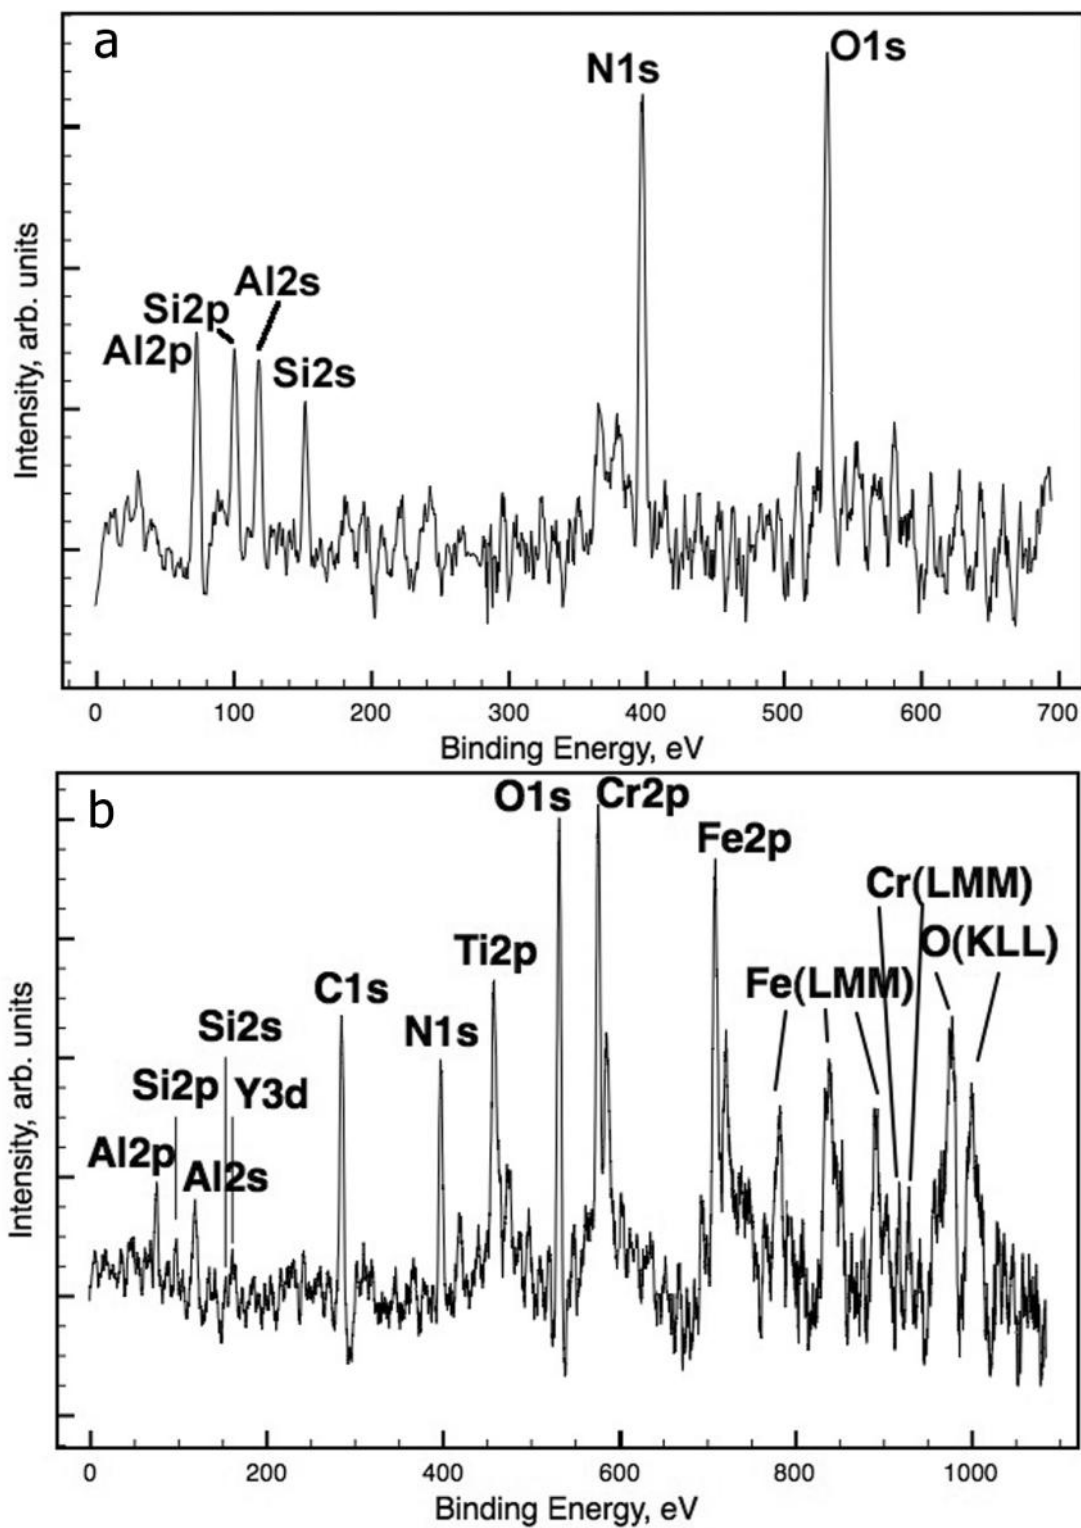 a
N1s
O1s
Al2s
Si2p
Al2p
Si2s
Intensity, arb. units
0 100 200 300 400 500 600 700
Binding Energy, eV
b
O1s
Cr2p
Fe2p
Cr(LMM)
O(KLL)
Ti2p
Fe(LMM)
C1s
N1s
Si2s
Si2p
Y3d
Al2p
Al2s
Intensity, arb. units
0 200 400 600 800 1000
Binding Energy, eV